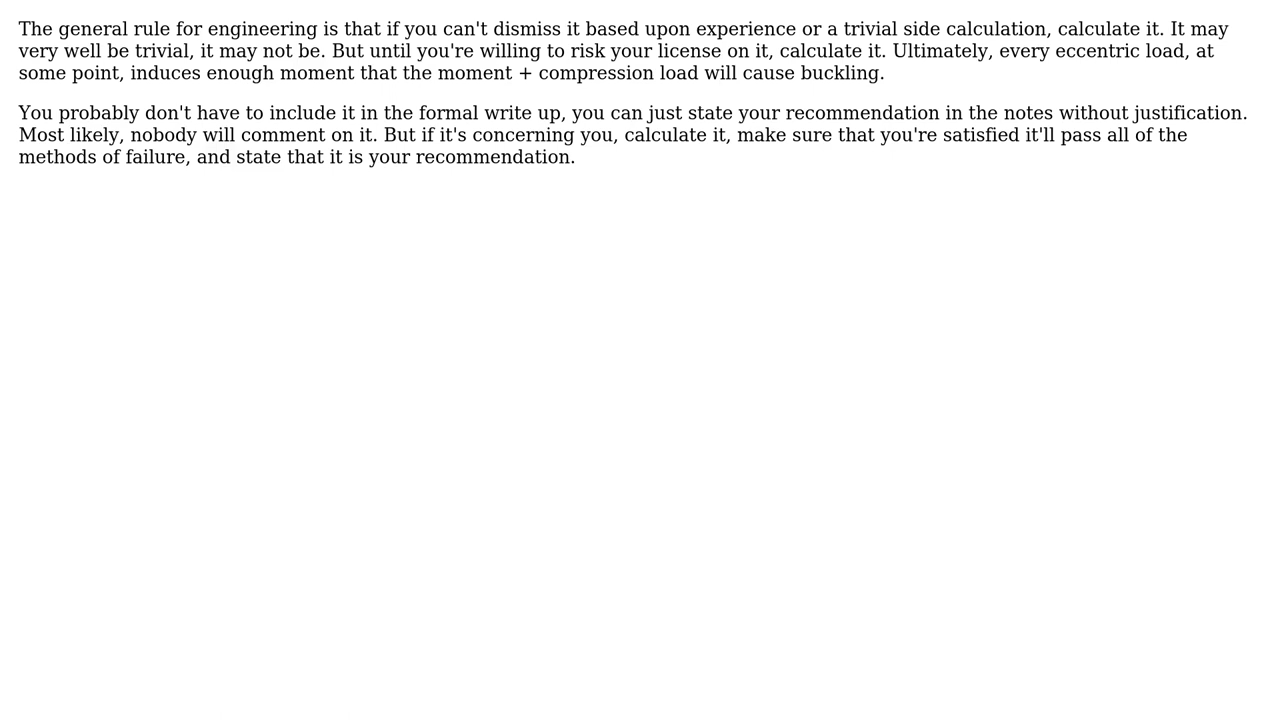 The general rule for engineering is that if you can't dismiss it based upon experience or a trivial side calculation, calculate it. It may
very well be trivial, it may not be. But until you're willing to risk your license on it, calculate it. Ultimately, every eccentric load, at
some point, induces enough moment that the moment + compression load will cause buckling.
You probably don't have to include it in the formal write up, you can just state your recommendation in the notes without justification.
Most likely, nobody will comment on it. But if it's concerning you, calculate it, make sure that you're satisfied it'll pass all of the
methods of failure, and state that it is your recommendation.